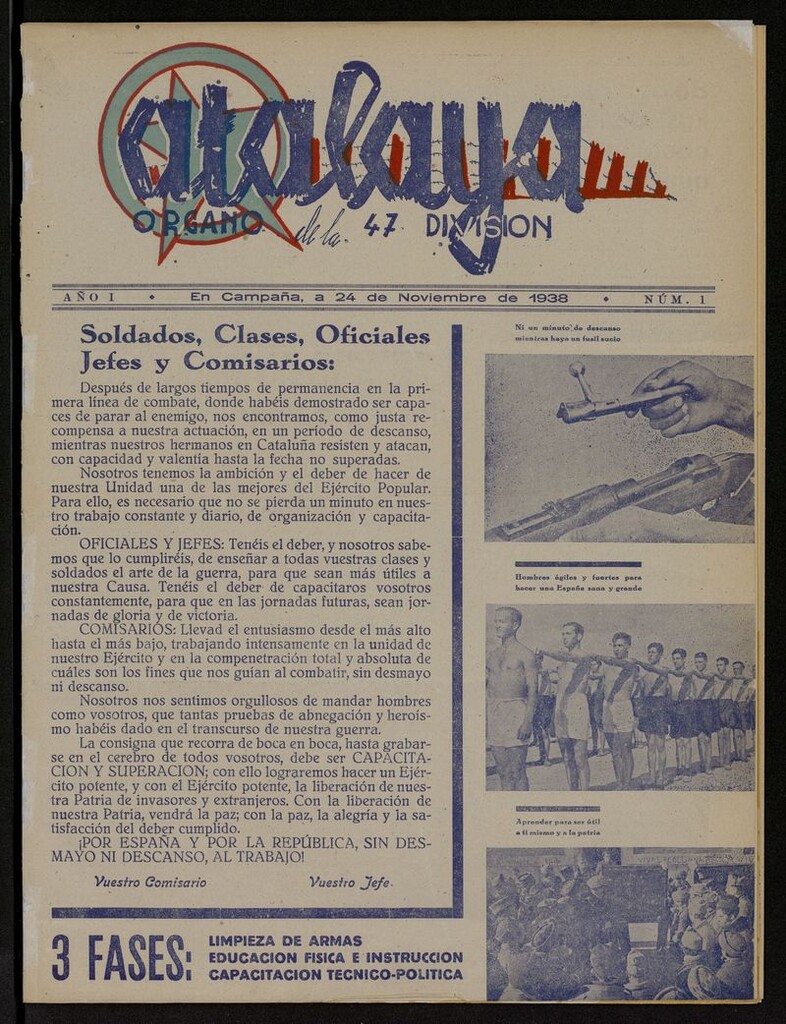 atalaya
ORGANO de la 47 DIVISION
AÑO I • En Campaña, a 24 de Noviembre de 1938 • NÚM. 1
Soldados, Clases, Oficiales
Jefes y Comisarios:
Después de largos tiempos de permanencia en la pri-
mera línea de combate, donde habéis demostrado ser capa-
ces de parar al enemigo, nos encontramos, como justa re-
compensa a nuestra actuación, en un período de descanso,
mientras nuestros hermanos en Cataluña resisten y atacan,
con capacidad y valentía hasta la fecha no superadas.
Nosotros tenemos la ambición y el deber de hacer de
nuestra Unidad una de las mejores del Ejército Popular.
Para ello, es necesario que no se pierda un minuto en nues-
tro trabajo constante y diario, de organización y capacita-
ción.
OFICIALES Y JEFES: Tenéis el deber, y nosotros sabe-
mos que lo cumpliréis, de enseñar a todas vuestras clases y
soldados el arte de la guerra, para que sean más útiles a
nuestra Causa. Tenéis el deber de capacitaros vosotros
constantemente, para que en las jornadas futuras, sean jor-
nadas de gloria y de victoria.
COMISARIOS: Llevad el entusiasmo desde el más alto
hasta el más bajo, trabajando intensamente en la unidad de
nuestro Ejército y en la compenetración total y absoluta de
cuáles son los fines que nos guían al combatir, sin desmayo
ni descanso.
Nosotros nos sentimos orgullosos de mandar hombres
como vosotros, que tantas pruebas de abnegación y heroís-
mo habéis dado en el transcurso de nuestra guerra.
La consigna que recorra de boca en boca, hasta grabar-
se en el cerebro de todos vosotros, debe ser CAPACITA-
CION Y SUPERACION; con ello lograremos hacer un Ejér-
cito potente, y con el Ejército potente, la liberación de nues-
tra Patria de invasores y extranjeros. Con la liberación de
nuestra Patria, vendrá la paz; con la paz, la alegría y la sa-
tisfacción del deber cumplido.
¡POR ESPAÑA Y POR LA REPÚBLICA, SIN DES-
MAYO NI DESCANSO, AL TRABAJO!
Vuestro Comisario Vuestro Jefe
3 FASES:
LIMPIEZA DE ARMAS
EDUCACION FISICA E INSTRUCCION
CAPACITACION TECNICO-POLITICA
Ni un minuto de descanso
mientras haya un fusil sucio
Hombres ágiles y fuertes para
hacer una España sana y grande
Aprender para ser útil
a ti mismo y a la patria